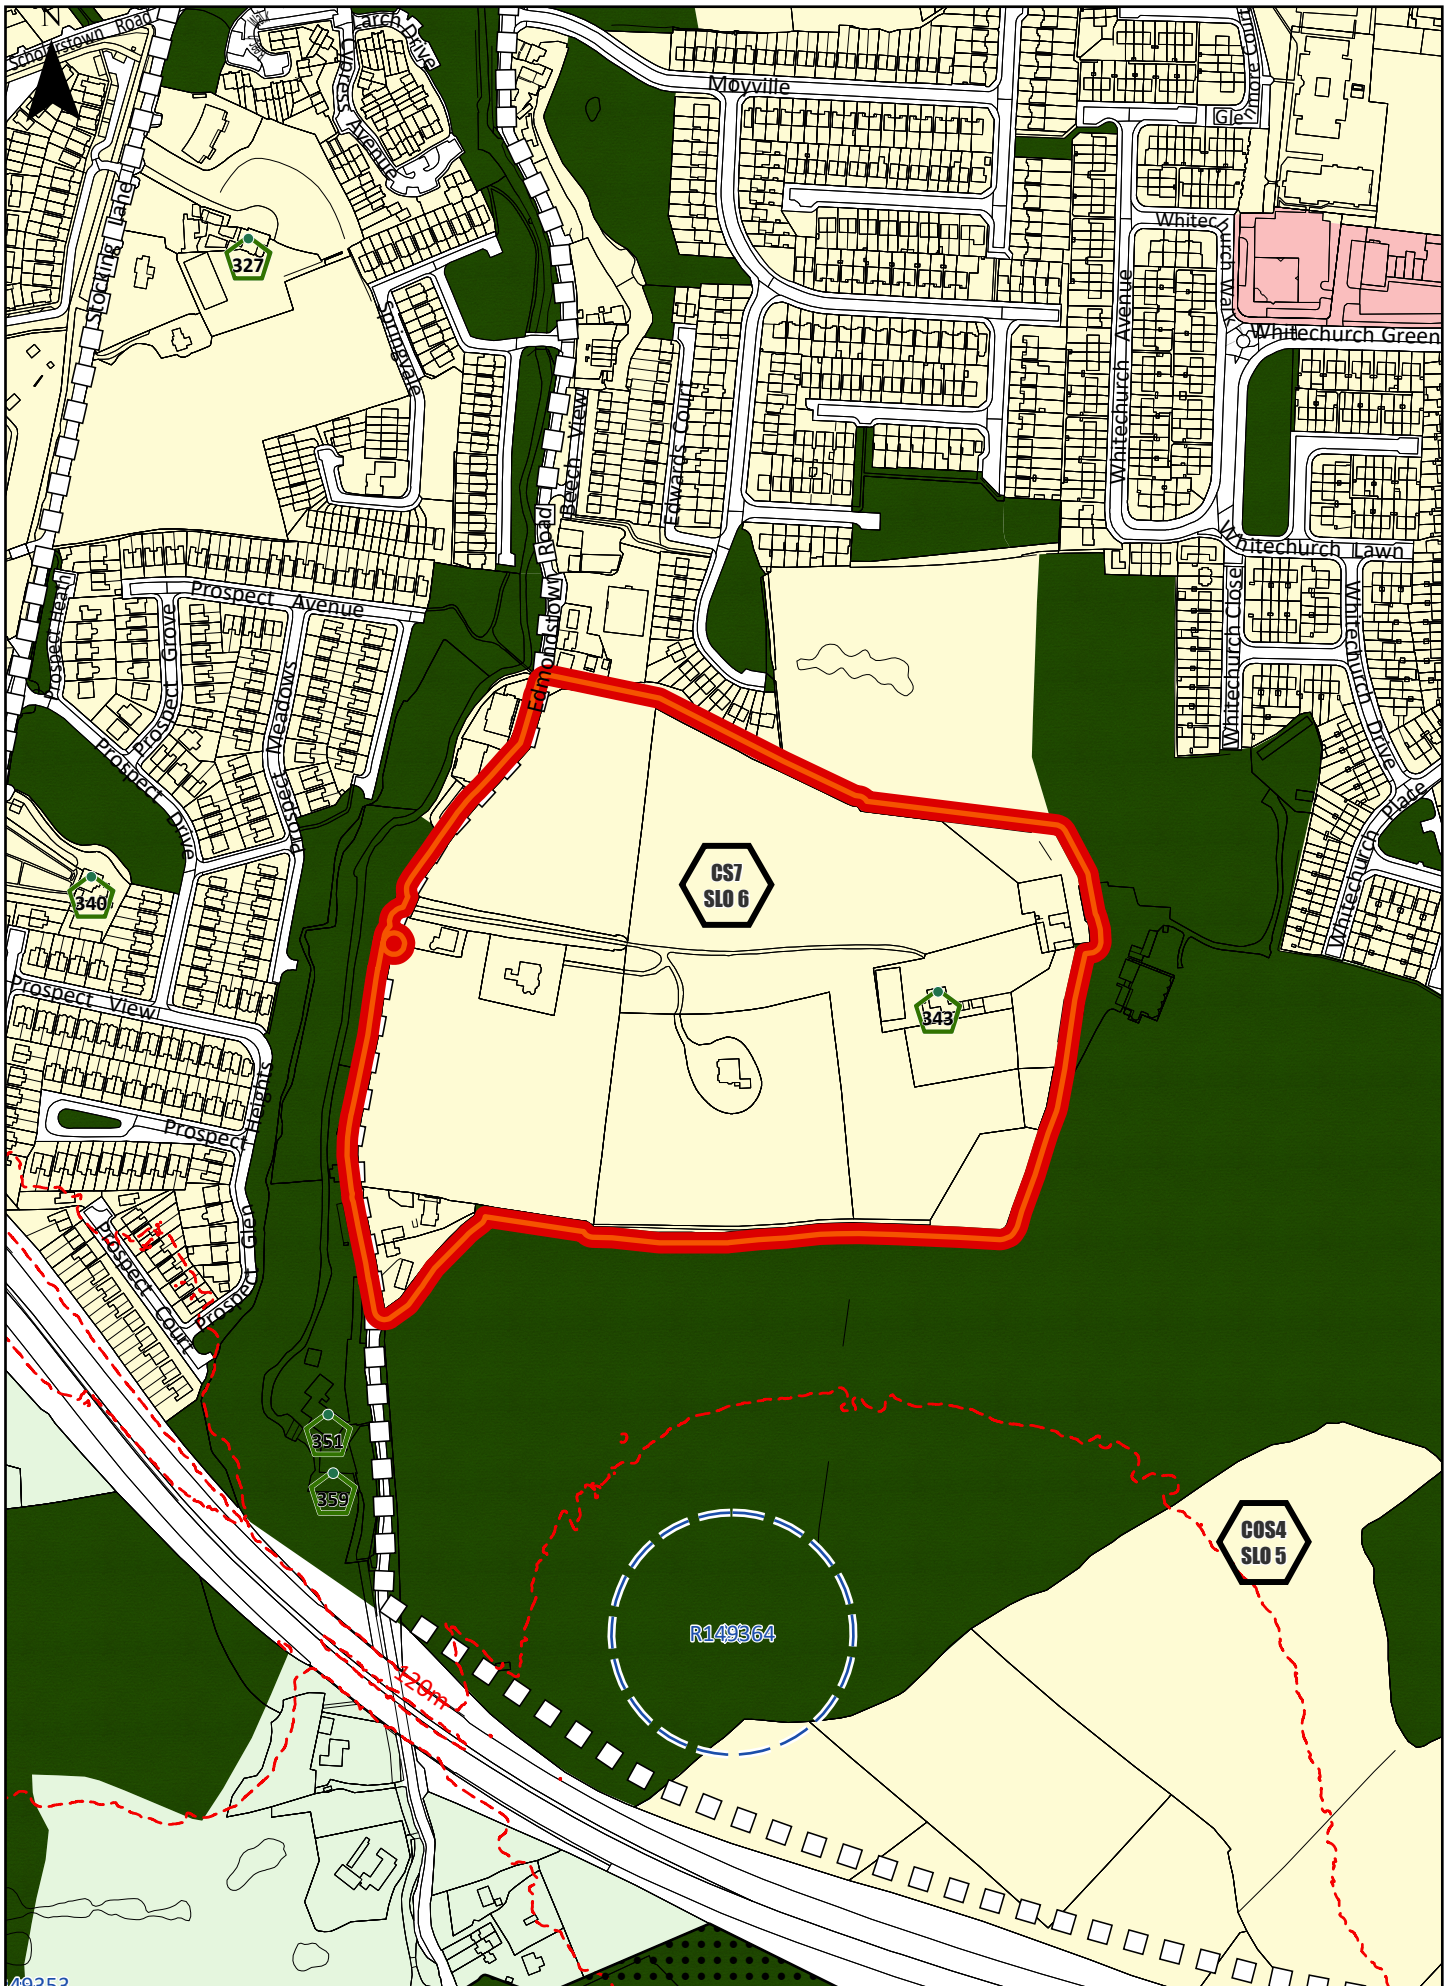 N
Scholarstown Road
Larch Drive
Cypress Avenue
Moyville
Glenmore Court
Stocking Lane
327
Springvale
Whitechurch Walk
Whitechurch Avenue
Whitechurch Green
Beech View
Edwards Court
Edmondstown Road
Whitechurch Lawn
Whitechurch Close
Whitechurch Drive
Whitechurch Place
Prospect Heath
Prospect Avenue
Prospect Grove
Prospect Meadows
Prospect Drive
340
CS7
SLO 6
343
Prospect View
Prospect Heights
Prospect Glen
Prospect Court
351
359
COS4
SLO 5
R149364
120m
49353